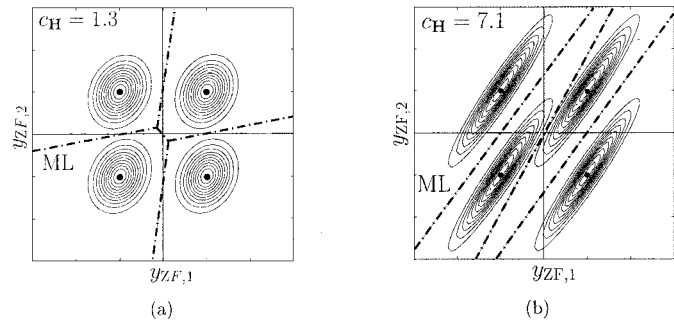 c_H = 1.3
y_ZF,2
ML
y_ZF,1
(a)
c_H = 7.1
y_ZF,2
ML
y_ZF,1
(b)